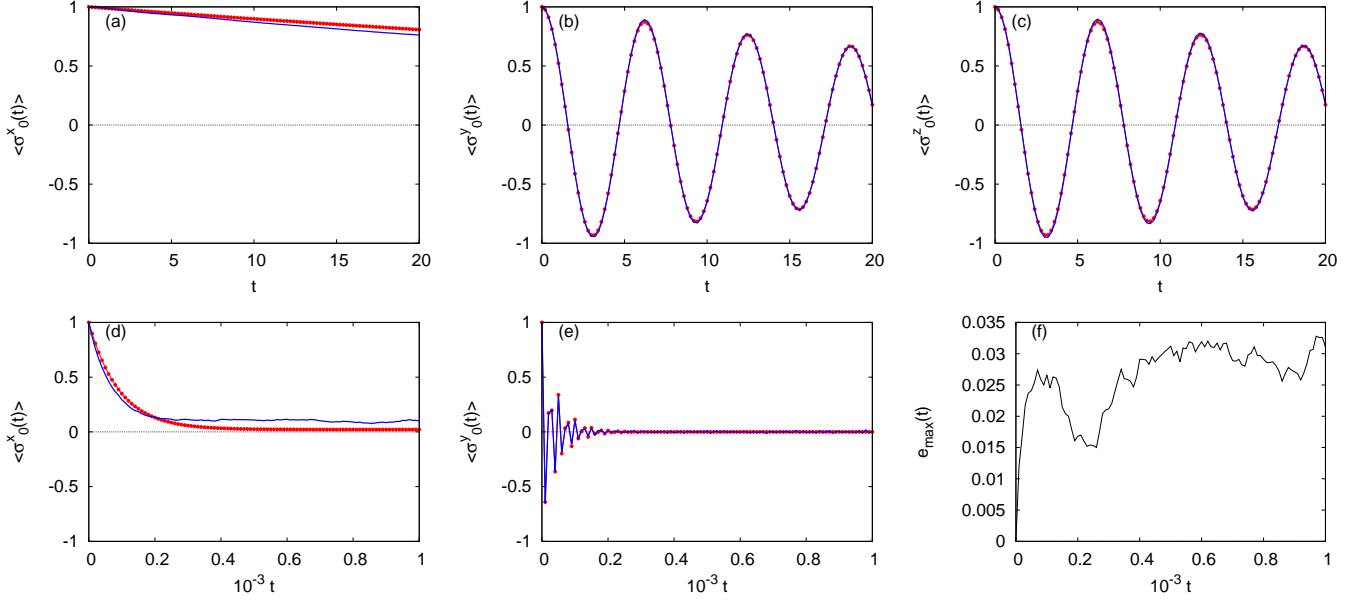 (a)
1
0.5
0
-0.5
-1
<σ^x_0(t)>
0 5 10 15 20
t
(b)
1
0.5
0
-0.5
-1
<σ^y_0(t)>
0 5 10 15 20
t
(c)
1
0.5
0
-0.5
-1
<σ^z_0(t)>
0 5 10 15 20
t
(d)
1
0.5
0
-0.5
-1
<σ^x_0(t)>
0 0.2 0.4 0.6 0.8 1
10^-3 t
(e)
1
0.5
0
-0.5
-1
<σ^y_0(t)>
0 0.2 0.4 0.6 0.8 1
10^-3 t
(f)
0.035
0.03
0.025
0.02
0.015
0.01
0.005
0
e_max(t)
0 0.2 0.4 0.6 0.8 1
10^-3 t